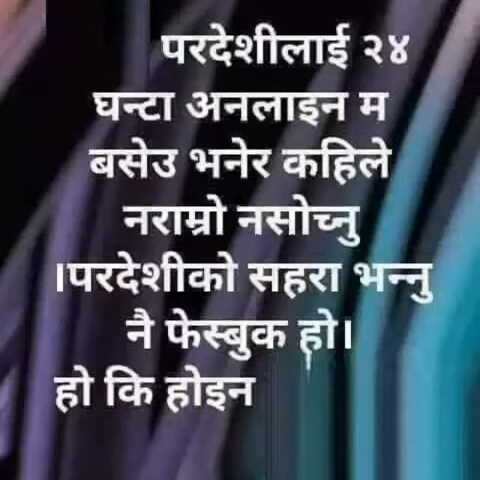 परदेशीलाई २४
घन्टा अनलाइन म
बसेउ भनेर कहिले
नराम्रो नसोच्नु
।परदेशीको सहरा भन्नु
नै फेस्बुक हो।
हो कि होइन